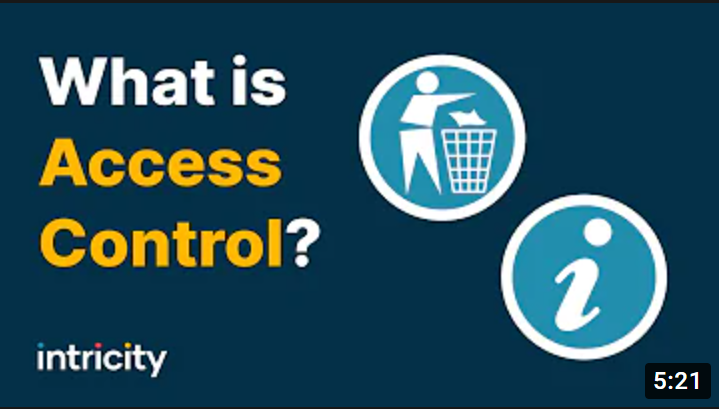 What is
Access
Control?
i
intricity
5:21